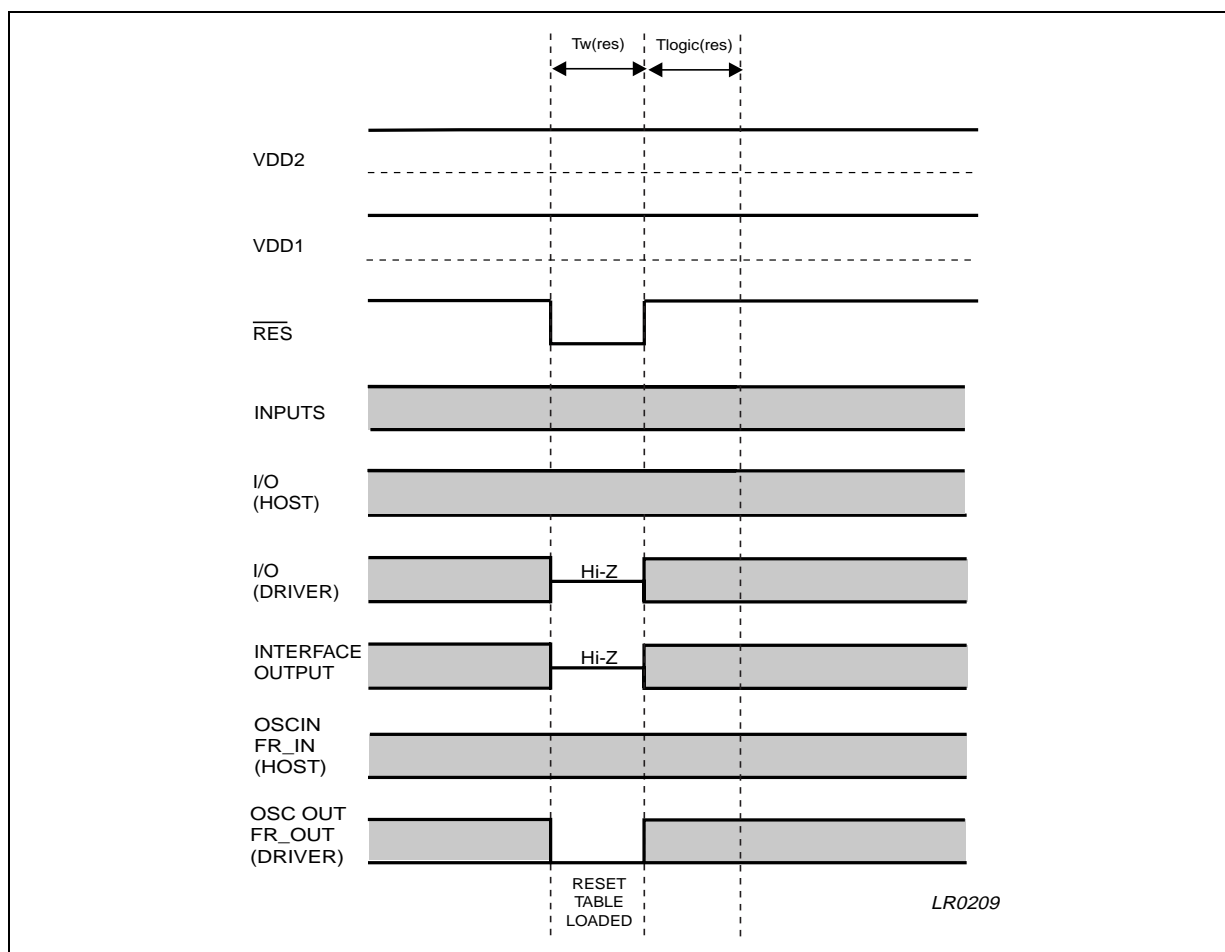 Tw(res) Tlogic(res)
VDD2
VDD1
RES
INPUTS
I/O
(HOST)
I/O
(DRIVER)
Hi-Z
INTERFACE
OUTPUT
Hi-Z
OSCIN
FR_IN
(HOST)
OSC OUT
FR_OUT
(DRIVER)
RESET
TABLE
LOADED
LR0209